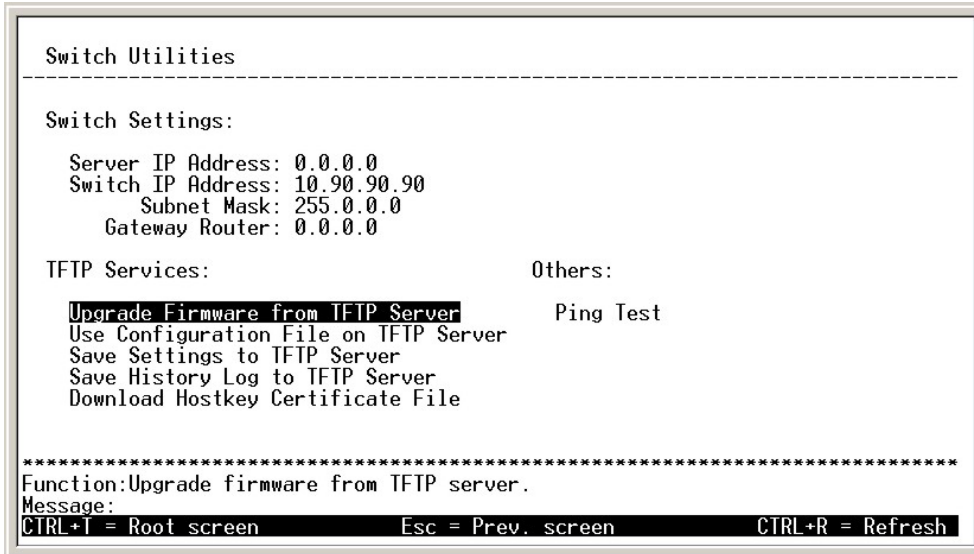 Switch Utilities
-------------------------------------------------------------------------------
Switch Settings:
Server IP Address: 0.0.0.0
Switch IP Address: 10.90.90.90
Subnet Mask: 255.0.0.0
Gateway Router: 0.0.0.0
TFTP Services: Others:
Upgrade Firmware from TFTP Server Ping Test
Use Configuration File on TFTP Server
Save Settings to TFTP Server
Save History Log to TFTP Server
Download Hostkey Certificate File
*******************************************************************************
Function:Upgrade firmware from TFTP server.
Message:
CTRL+T = Root screen Esc = Prev. screen CTRL+R = Refresh